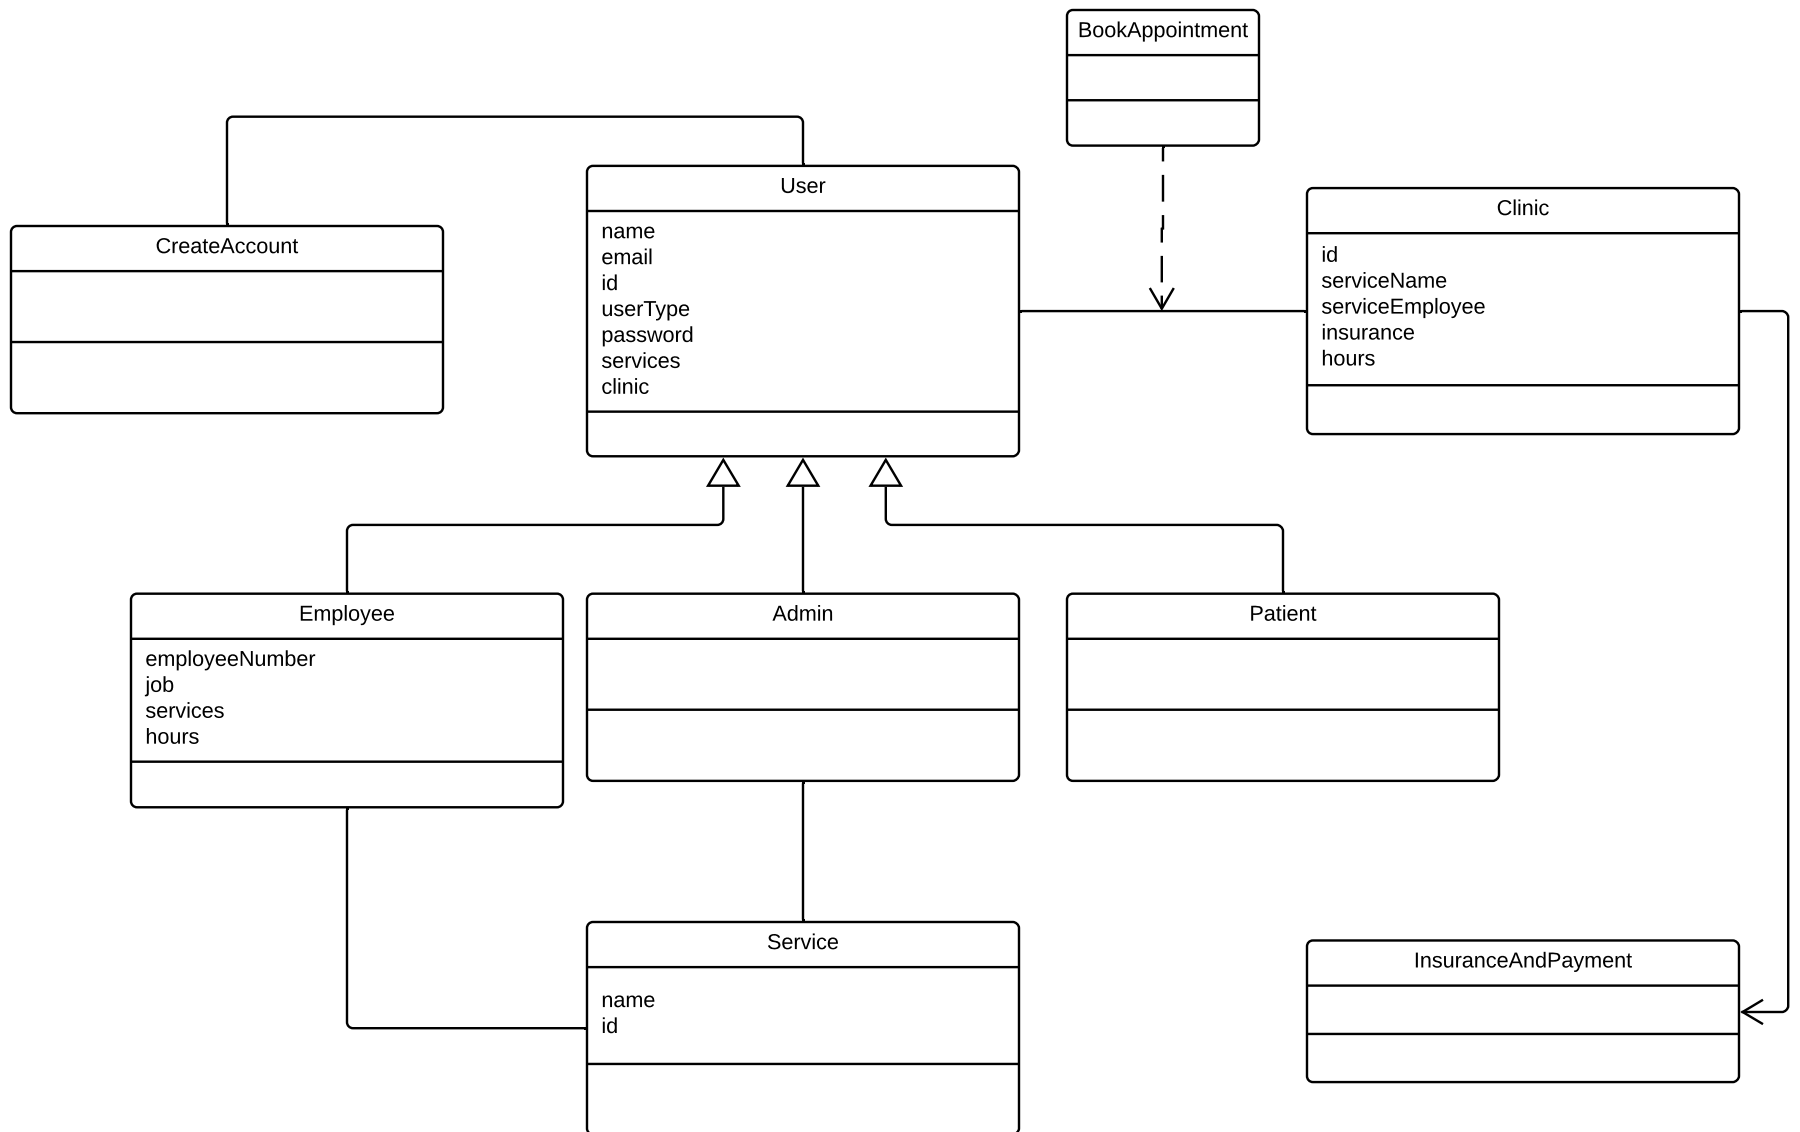 BookAppointment
CreateAccount
User
name
email
id
userType
password
services
clinic
Clinic
id
serviceName
serviceEmployee
insurance
hours
Employee
employeeNumber
job
services
hours
Admin
Patient
Service
name
id
InsuranceAndPayment